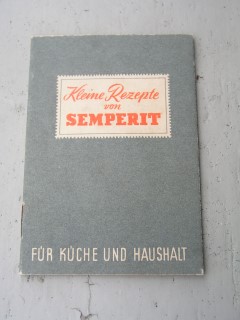 Kleine Rezepte
von
SEMPERIT
FÜR KÜCHE UND HAUSHALT